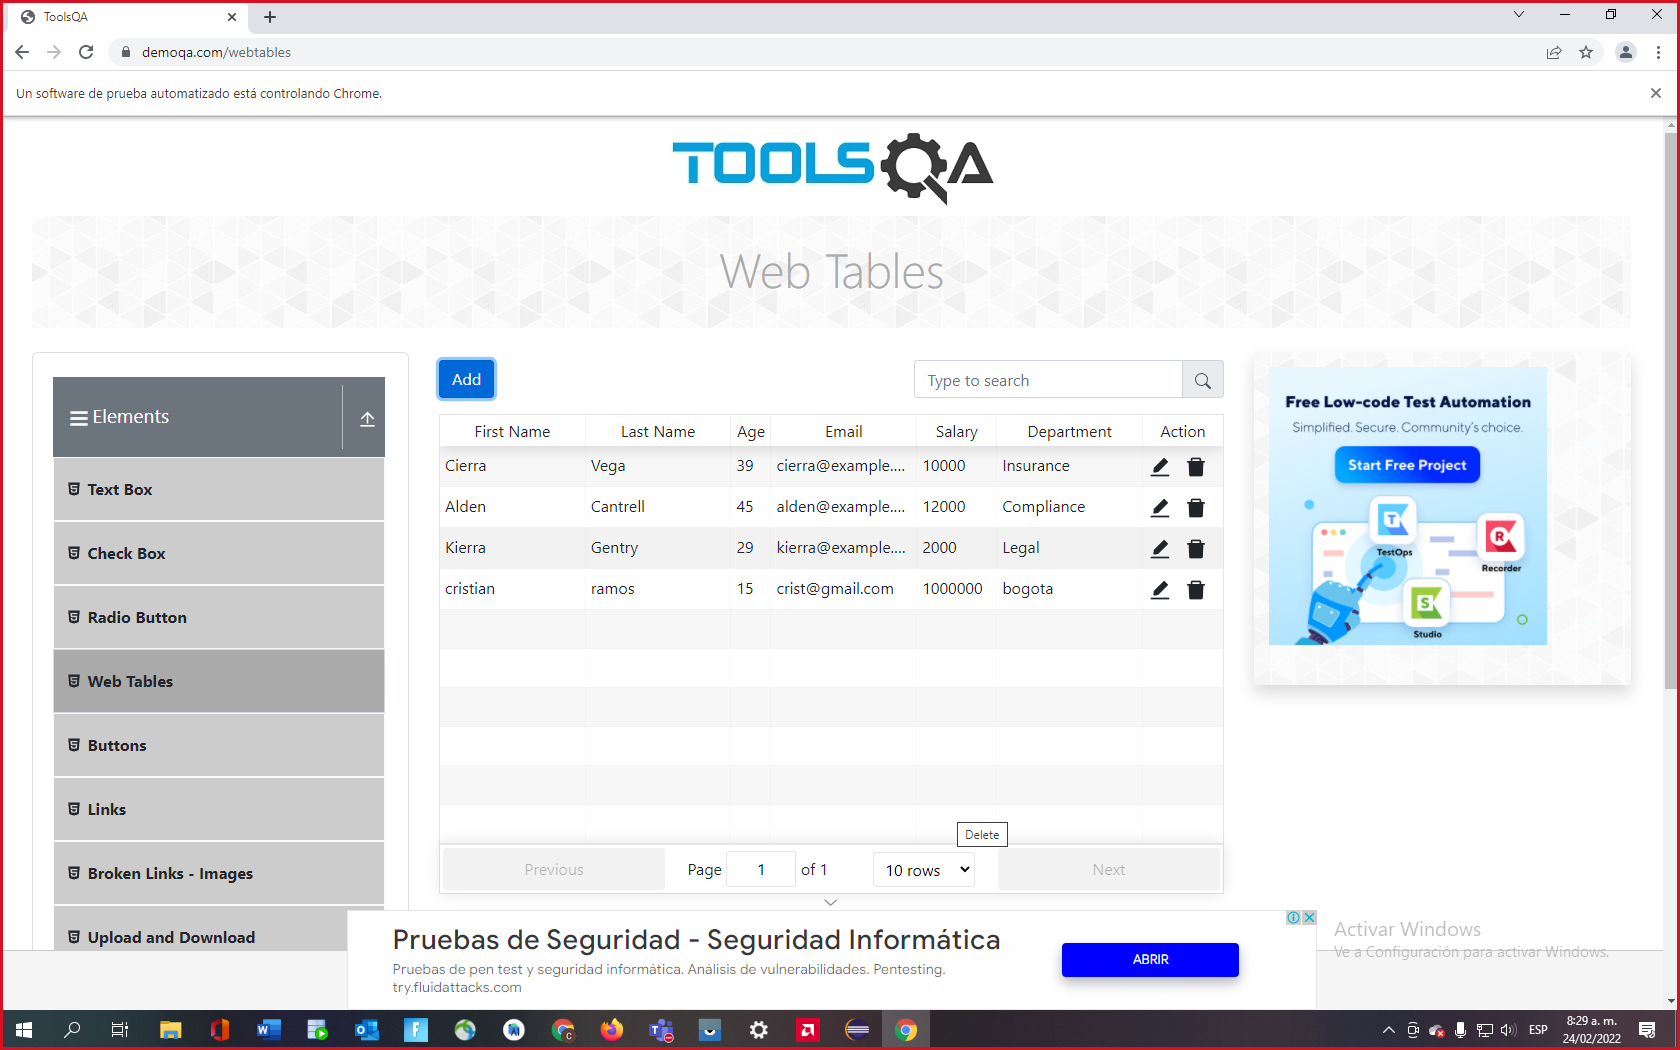 ToolsQA
demoqa.com/webtables
Un software de prueba automatizado está controlando Chrome.
TOOLSQA
Web Tables
Elements
Text Box
Check Box
Radio Button
Web Tables
Buttons
Links
Broken Links - Images
Upload and Download
Add
Type to search
First Name Last Name Age Email Salary Department Action
Cierra Vega 39 cierra@example.... 10000 Insurance
Alden Cantrell 45 alden@example.... 12000 Compliance
Kierra Gentry 29 kierra@example.... 2000 Legal
cristian ramos 15 crist@gmail.com 1000000 bogota
Delete
Previous Page 1 of 1 10 rows Next
Free Low-code Test Automation
Simplified. Secure. Community's choice.
Start Free Project
TestOps
Recorder
Studio
Pruebas de Seguridad - Seguridad Informática
Pruebas de pen test y seguridad informática. Análisis de vulnerabilidades. Pentesting.
try.fluidattacks.com
ABRIR
Activar Windows
Ve a Configuración para activar Windows.
ESP
8:29 a. m.
24/02/2022